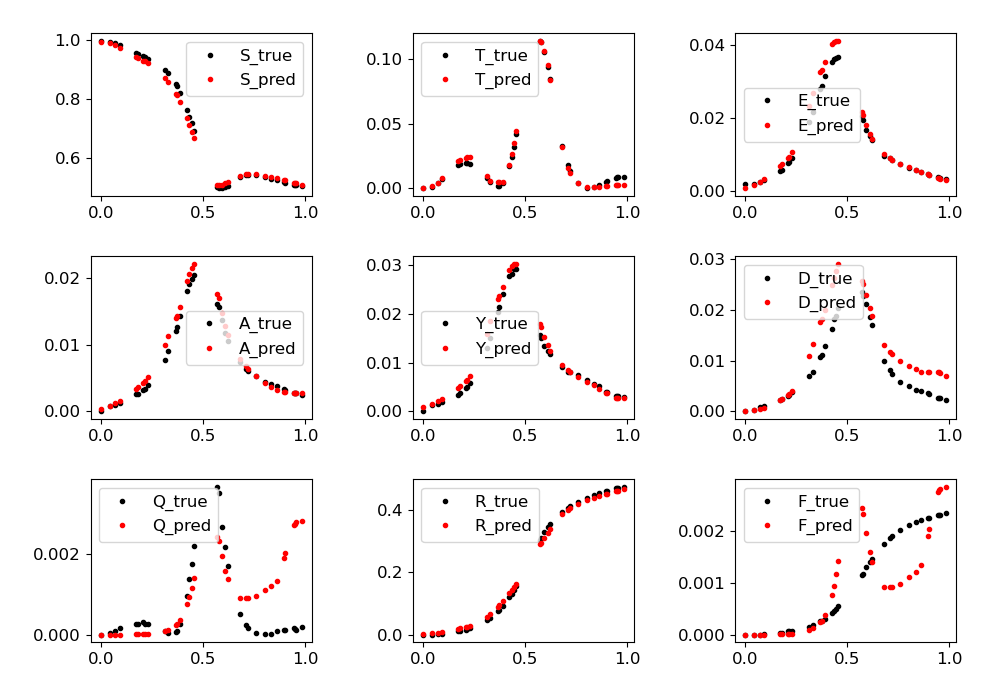 1.0
0.8
0.6
0.0 0.5 1.0
S_true
S_pred
0.10
0.05
0.00
0.0 0.5 1.0
T_true
T_pred
0.04
0.02
0.00
0.0 0.5 1.0
E_true
E_pred
0.02
0.01
0.00
0.0 0.5 1.0
A_true
A_pred
0.03
0.02
0.01
0.00
0.0 0.5 1.0
Y_true
Y_pred
0.03
0.02
0.01
0.00
0.0 0.5 1.0
D_true
D_pred
0.002
0.000
0.0 0.5 1.0
Q_true
Q_pred
0.4
0.2
0.0
0.0 0.5 1.0
R_true
R_pred
0.002
0.001
0.000
0.0 0.5 1.0
F_true
F_pred